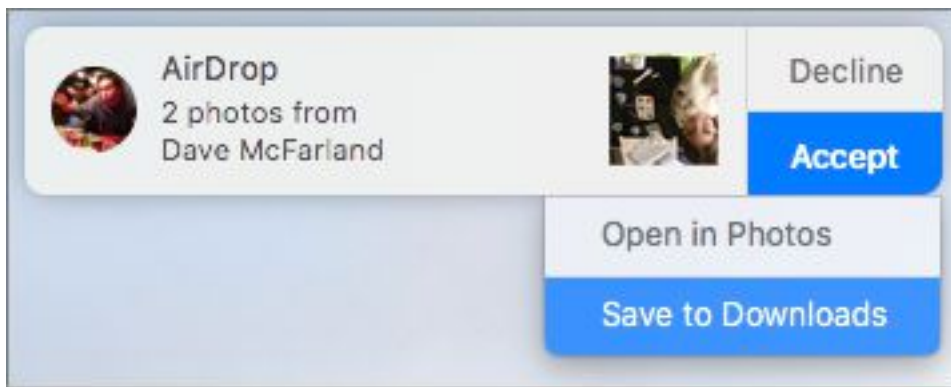 AirDrop
2 photos from
Dave McFarland
Decline
Accept
Open in Photos
Save to Downloads